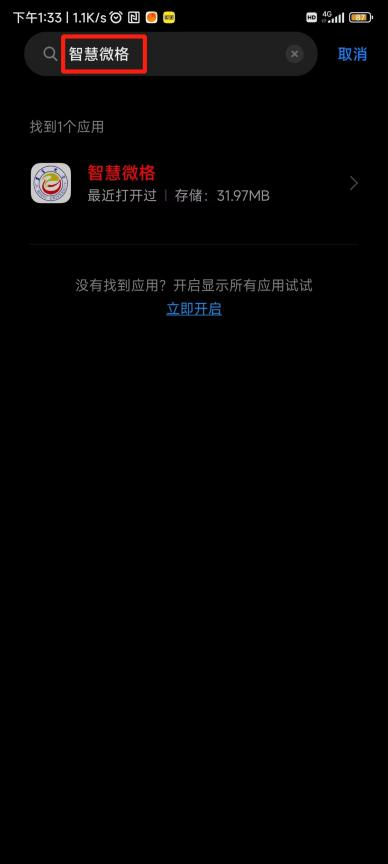 下午1:33 | 1.1K/s
HD 4G 87
智慧微格
取消
找到1个应用
智慧微格
最近打开过 | 存储：31.97MB
没有找到应用？开启显示所有应用试试
立即开启